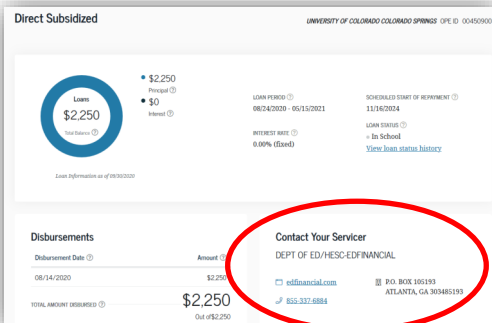 Direct Subsidized
UNIVERSITY OF COLORADO COLORADO SPRINGS OPE ID 00450900
Loans
$2,250
Total Balance
$2,250
Principal
$0
Interest
Loan Information as of 09/10/2020
LOAN PERIOD
08/24/2020 - 05/15/2021
SCHEDULED START OF REPAYMENT
11/16/2024
INTEREST RATE
0.00% (fixed)
LOAN STATUS
» In School
View loan status history
Disbursements
Disbursement Date
Amount
08/14/2020
$2,250
TOTAL AMOUNT DISBURSED
$2,250
Out of $2,250
Contact Your Servicer
DEPT OF ED/HESC-EDFINANCIAL
edfinancial.com
855-337-6884
P.O. BOX 105193
ATLANTA, GA 303485193